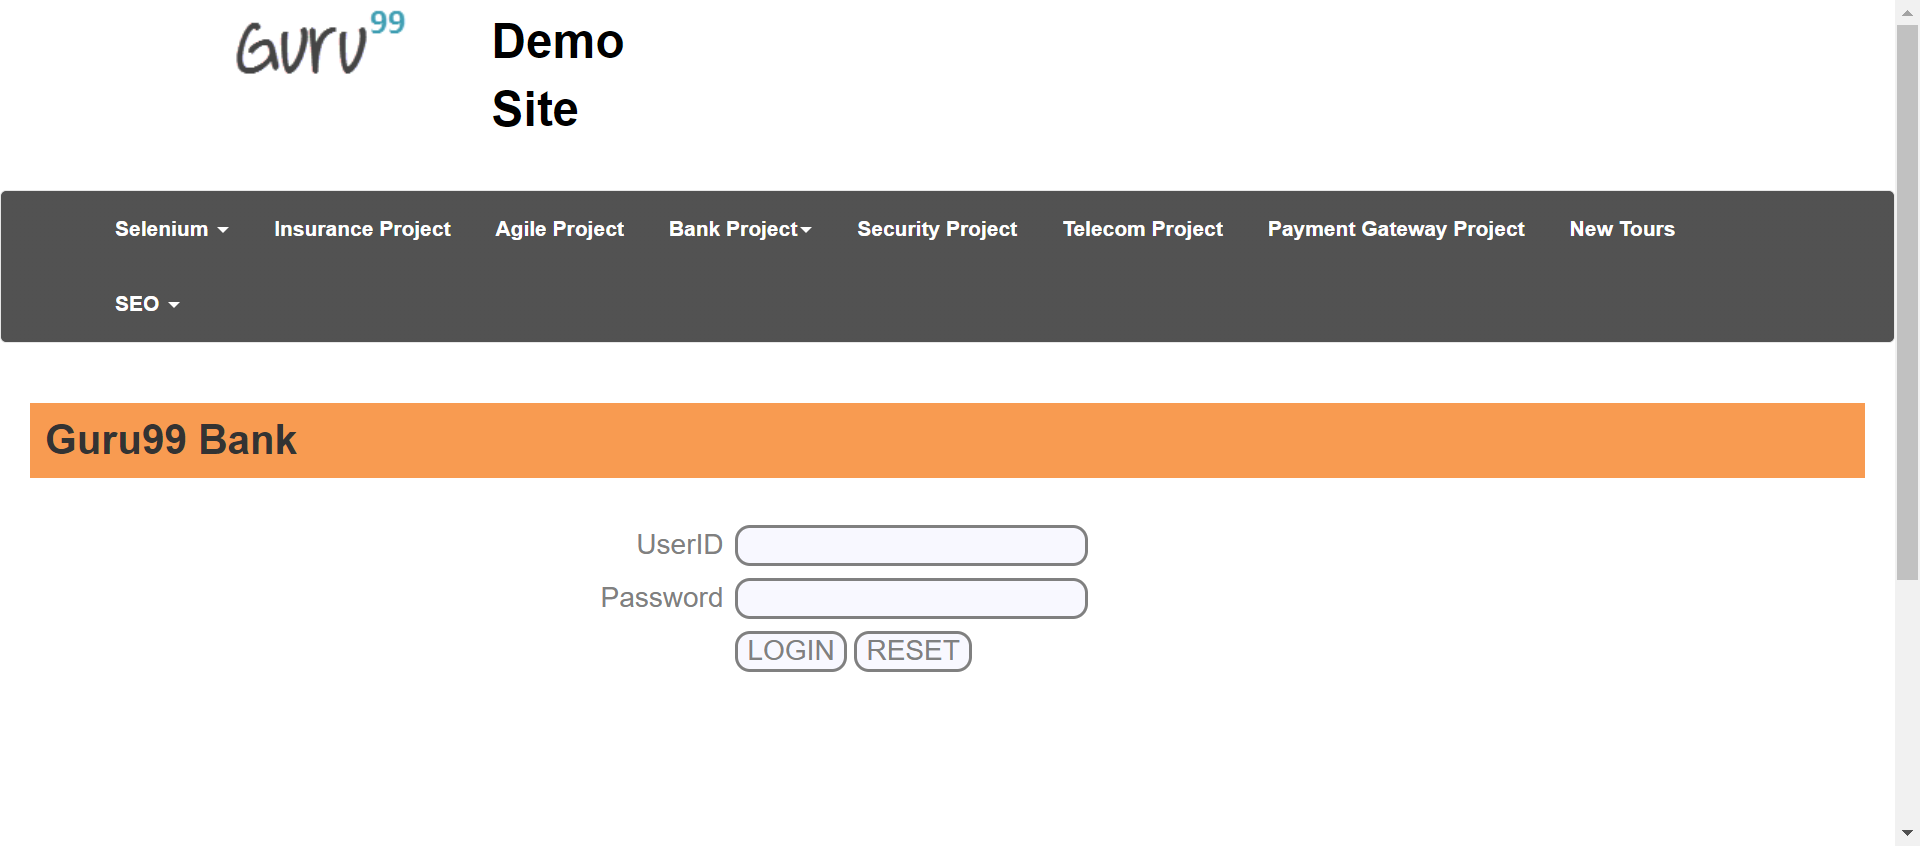 Guru99
Demo
Site
Selenium Insurance Project Agile Project Bank Project Security Project Telecom Project Payment Gateway Project New Tours
SEO
Guru99 Bank
UserID
Password
LOGIN RESET